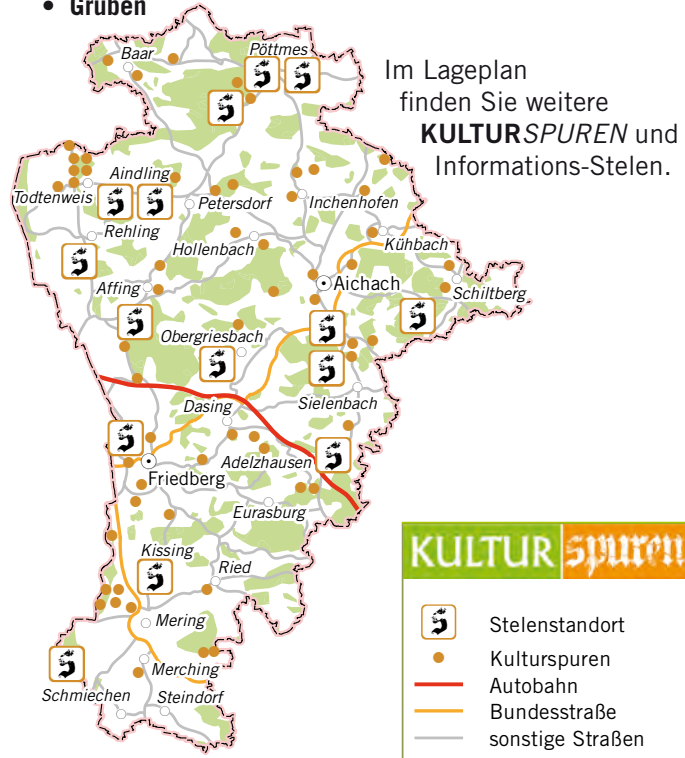 • Gruben
Im Lageplan
finden Sie weitere
KULTURSPUREN und
Informations-Stelen.
Baar
Pöttmes
Aindling
Todtenweis
Petersdorf
Inchenhofen
Rehling
Hollenbach
Kühbach
Affing
Aichach
Schiltberg
Obergriesbach
Dasing
Sielenbach
Adelzhausen
Friedberg
Eurasburg
Kissing
Ried
Mering
Merching
Schmiechen
Steindorf
KULTUR spuren
Stelenstandort
Kulturspuren
Autobahn
Bundesstraße
sonstige Straßen